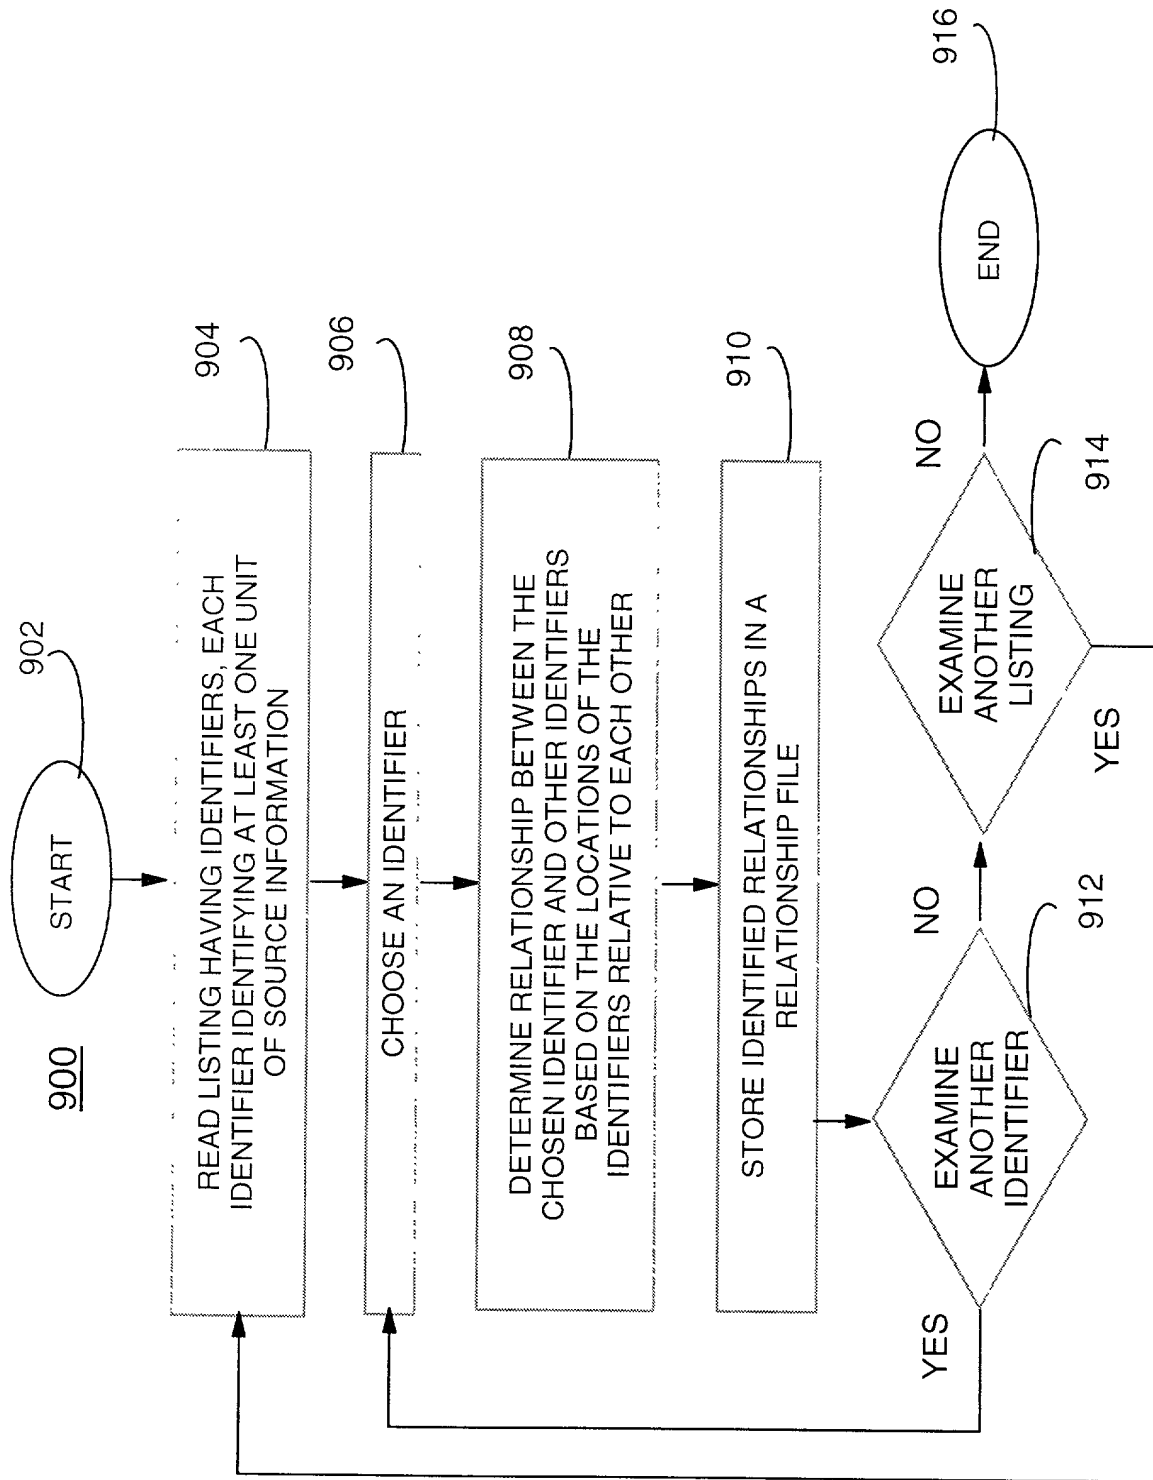 900
START
902
READ LISTING HAVING IDENTIFIERS, EACH
IDENTIFIER IDENTIFYING AT LEAST ONE UNIT
OF SOURCE INFORMATION
904
CHOOSE AN IDENTIFIER
906
DETERMINE RELATIONSHIP BETWEEN THE
CHOSEN IDENTIFIER AND OTHER IDENTIFIERS
BASED ON THE LOCATIONS OF THE
IDENTIFIERS RELATIVE TO EACH OTHER
908
STORE IDENTIFIED RELATIONSHIPS IN A
RELATIONSHIP FILE
910
YES
EXAMINE
ANOTHER
IDENTIFIER
912
NO
EXAMINE
ANOTHER
LISTING
914
YES
NO
END
916